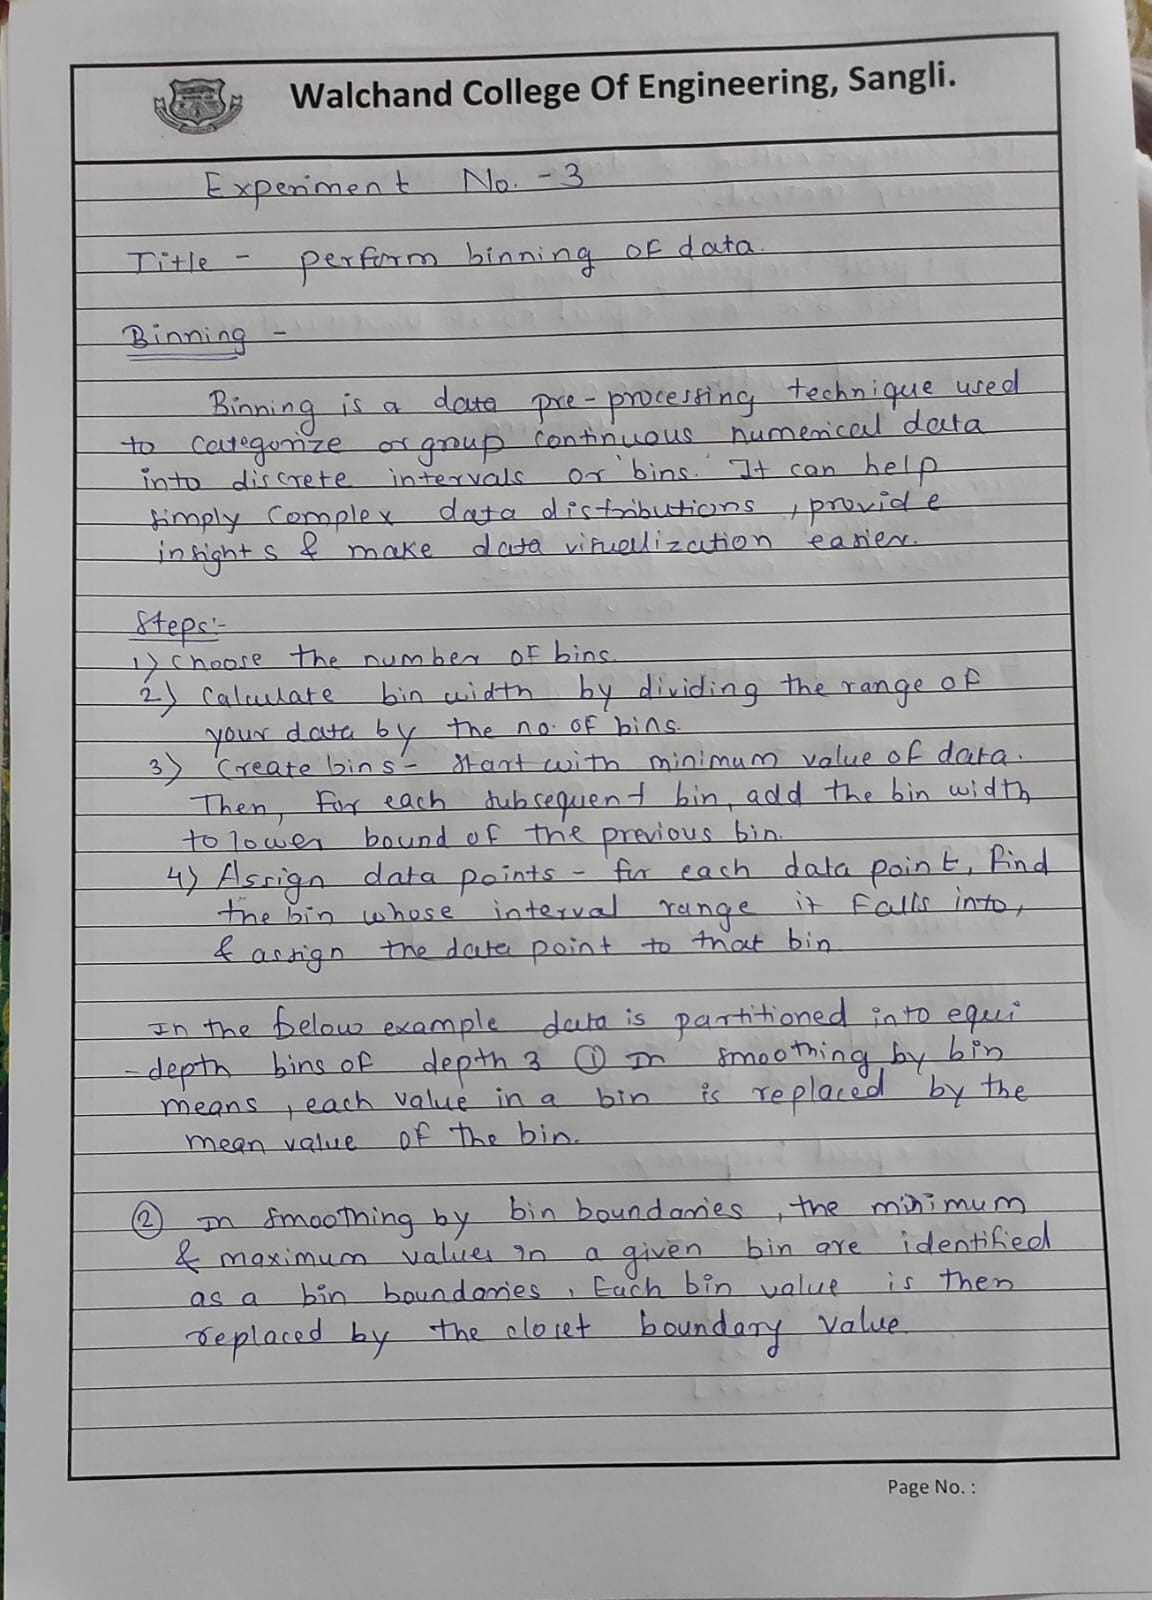 Walchand College Of Engineering, Sangli.
Experiment No. - 3
Title - perform binning of data.
Binning -
Binning is a data pre-processing technique used
to categorize or group continuous numerical data
into discrete intervals or 'bins.' It can help
simply complex data distributions, provide
insights & make data visuallization easier.
Steps:-
1) choose the number of bins.
2) Calculate bin width by dividing the range of
your data by the no. of bins.
3) Create bins - start with minimum value of data.
Then, for each subsequent bin, add the bin width
to lower bound of the previous bin.
4) Assign data points - for each data point, find
the bin whose interval range it falls into,
& assign the data point to that bin
In the below example data is partitioned into equi
-depth bins of depth 3 ① In smoothing by bin
means, each value in a bin is replaced by the
mean value of the bin.
② In smoothing by bin boundaries, the minimum
& maximum values in a given bin are identified
as a bin boundaries, Each bin value is then
replaced by the closet boundary value.
Page No. :